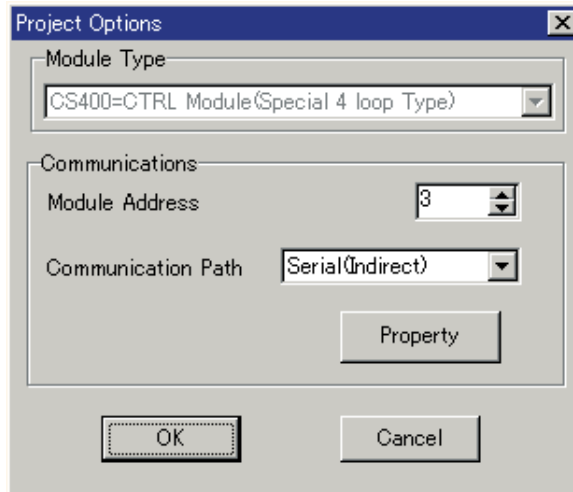 Project Options
Module Type
CS400=CTRL Module(Special 4 loop Type)
Communications
Module Address
3
Communication Path
Serial(Indirect)
Property
OK
Cancel